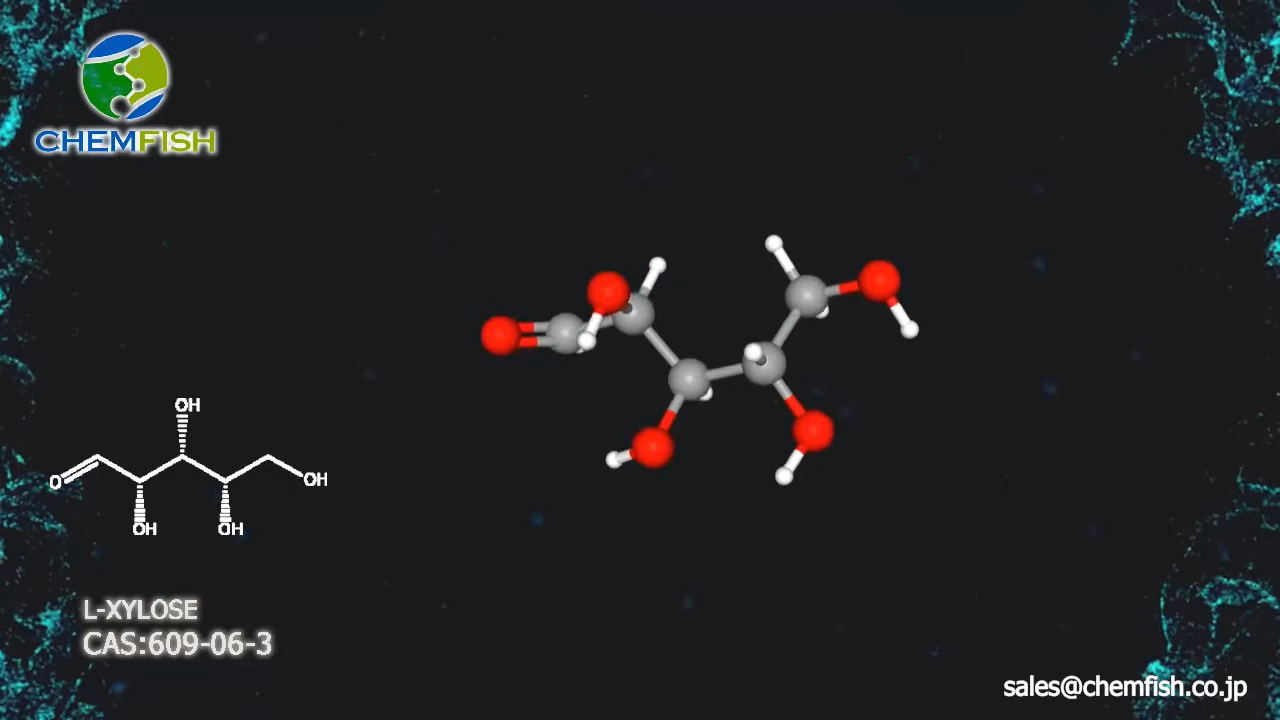 CHEMFISH
OH
O
OH
OH
OH
L-XYLOSE
CAS:609-06-3
sales@chemfish.co.jp